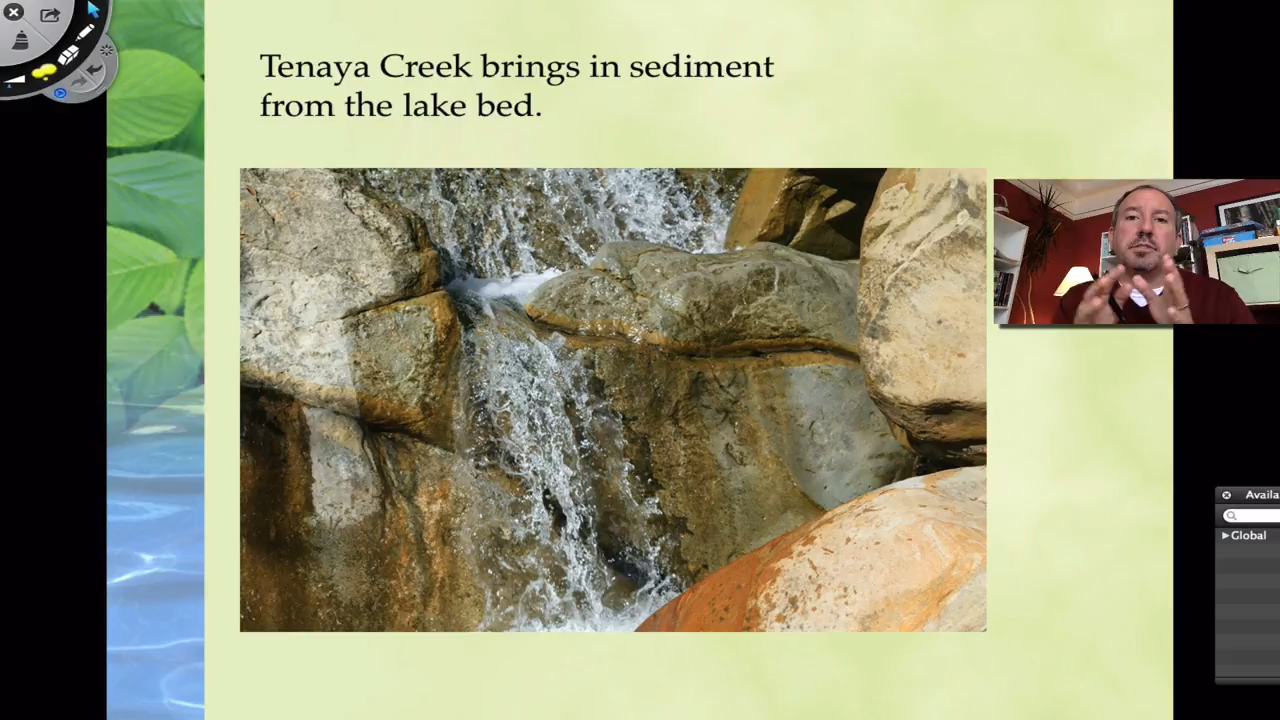 Tenaya Creek brings in sediment
from the lake bed.
Availa
Global